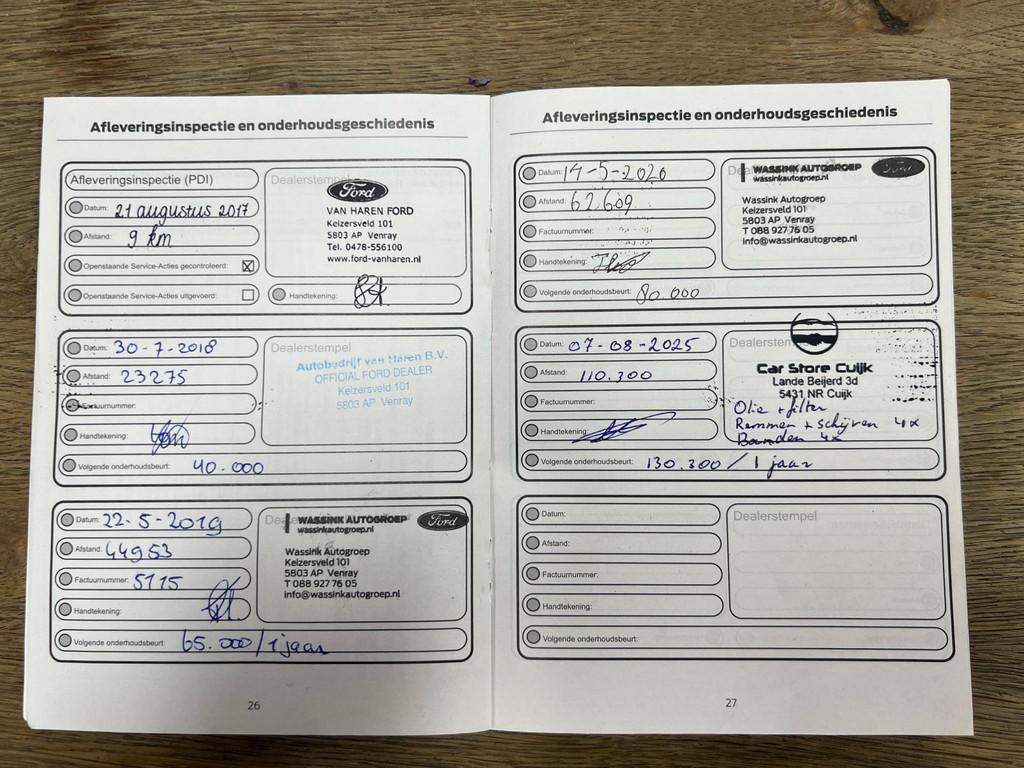 Afleveringsinspectie en onderhoudsgeschiedenis
Afleveringsinspectie (PDI)
Datum: 21 augustus 2017
Afstand: 9 km
Openstaande Service-Acties gecontroleerd: ☒
Openstaande Service-Acties uitgevoerd: ☐
Dealerstempel
Ford
VAN HAREN FORD
Keizersveld 101
5803 AP Venray
Tel. 0478-556100
www.ford-vanharen.nl
Handtekening:
Datum: 30-7-2018
Afstand: 23275
Factuurnummer:
Handtekening:
Volgende onderhoudsbeurt: 40.000
Dealerstempel
Autobedrijf van Haren B.V.
OFFICIAL FORD DEALER
Keizersveld 101
5803 AP Venray
Datum: 22-5-2019
Afstand: 44953
Factuurnummer: 5115
Handtekening:
Volgende onderhoudsbeurt: 65.000/1 jaar
WASSINK AUTOGROEP
wassinkautogroep.nl
Ford
Wassink Autogroep
Keizersveld 101
5803 AP Venray
T 088 927 76 05
info@wassinkautogroep.nl
26
Afleveringsinspectie en onderhoudsgeschiedenis
Datum: 14-5-2020
Afstand: 62609
Factuurnummer:
Handtekening:
Volgende onderhoudsbeurt: 80.000
WASSINK AUTOGROEP
wassinkautogroep.nl
Ford
Wassink Autogroep
Keizersveld 101
5803 AP Venray
T 088 927 76 05
info@wassinkautogroep.nl
Datum: 07-08-2025
Afstand: 110.300
Factuurnummer:
Handtekening:
Volgende onderhoudsbeurt: 130.300 / 1 jaar
Dealerstem
Car Store Cuijk
Lande Beijerd 3d
5431 NR Cuijk
Olie + filter
Remmen + schijven 4x
Banden 4x
Datum:
Afstand:
Factuurnummer:
Handtekening:
Volgende onderhoudsbeurt:
Dealerstempel
27